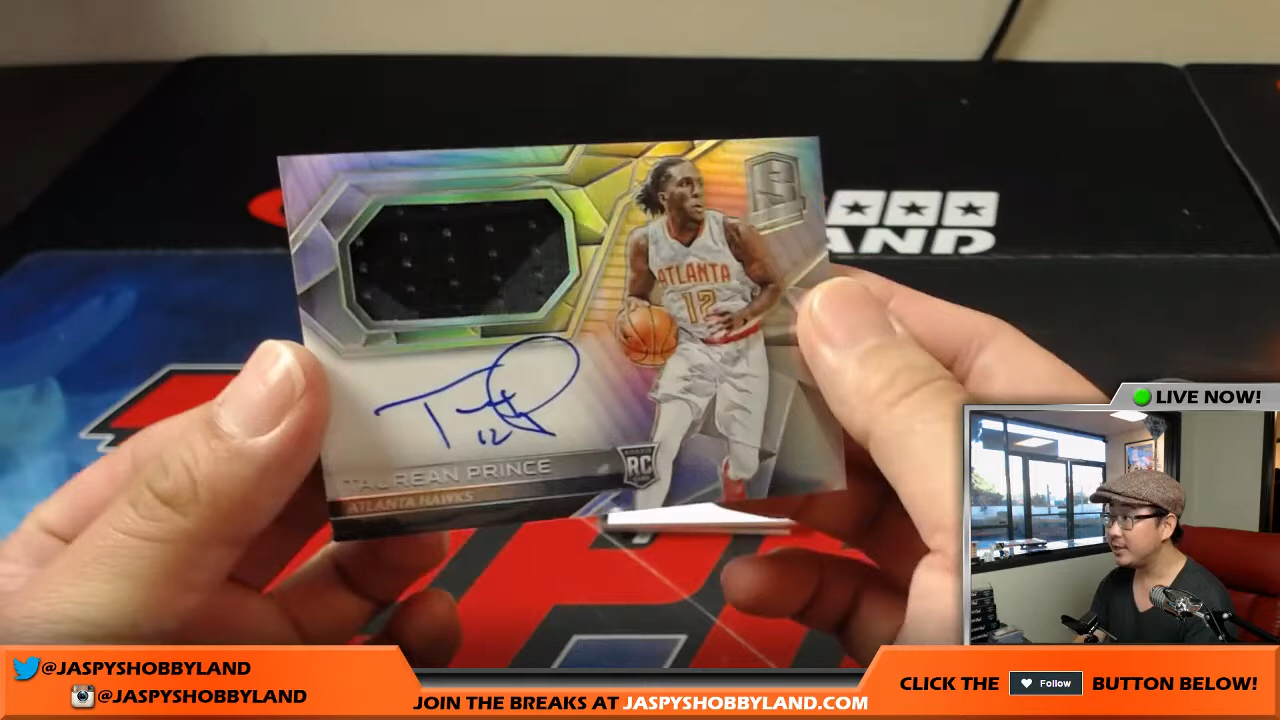 AND
ATLANTA
12
12
TAUREAN PRINCE
RC
ATLANTA HAWKS
LIVE NOW!
@JASPYSHOBBYLAND
@JASPYSHOBBYLAND
JOIN THE BREAKS AT JASPYSHOBBYLAND.COM
CLICK THE Follow BUTTON BELOW!